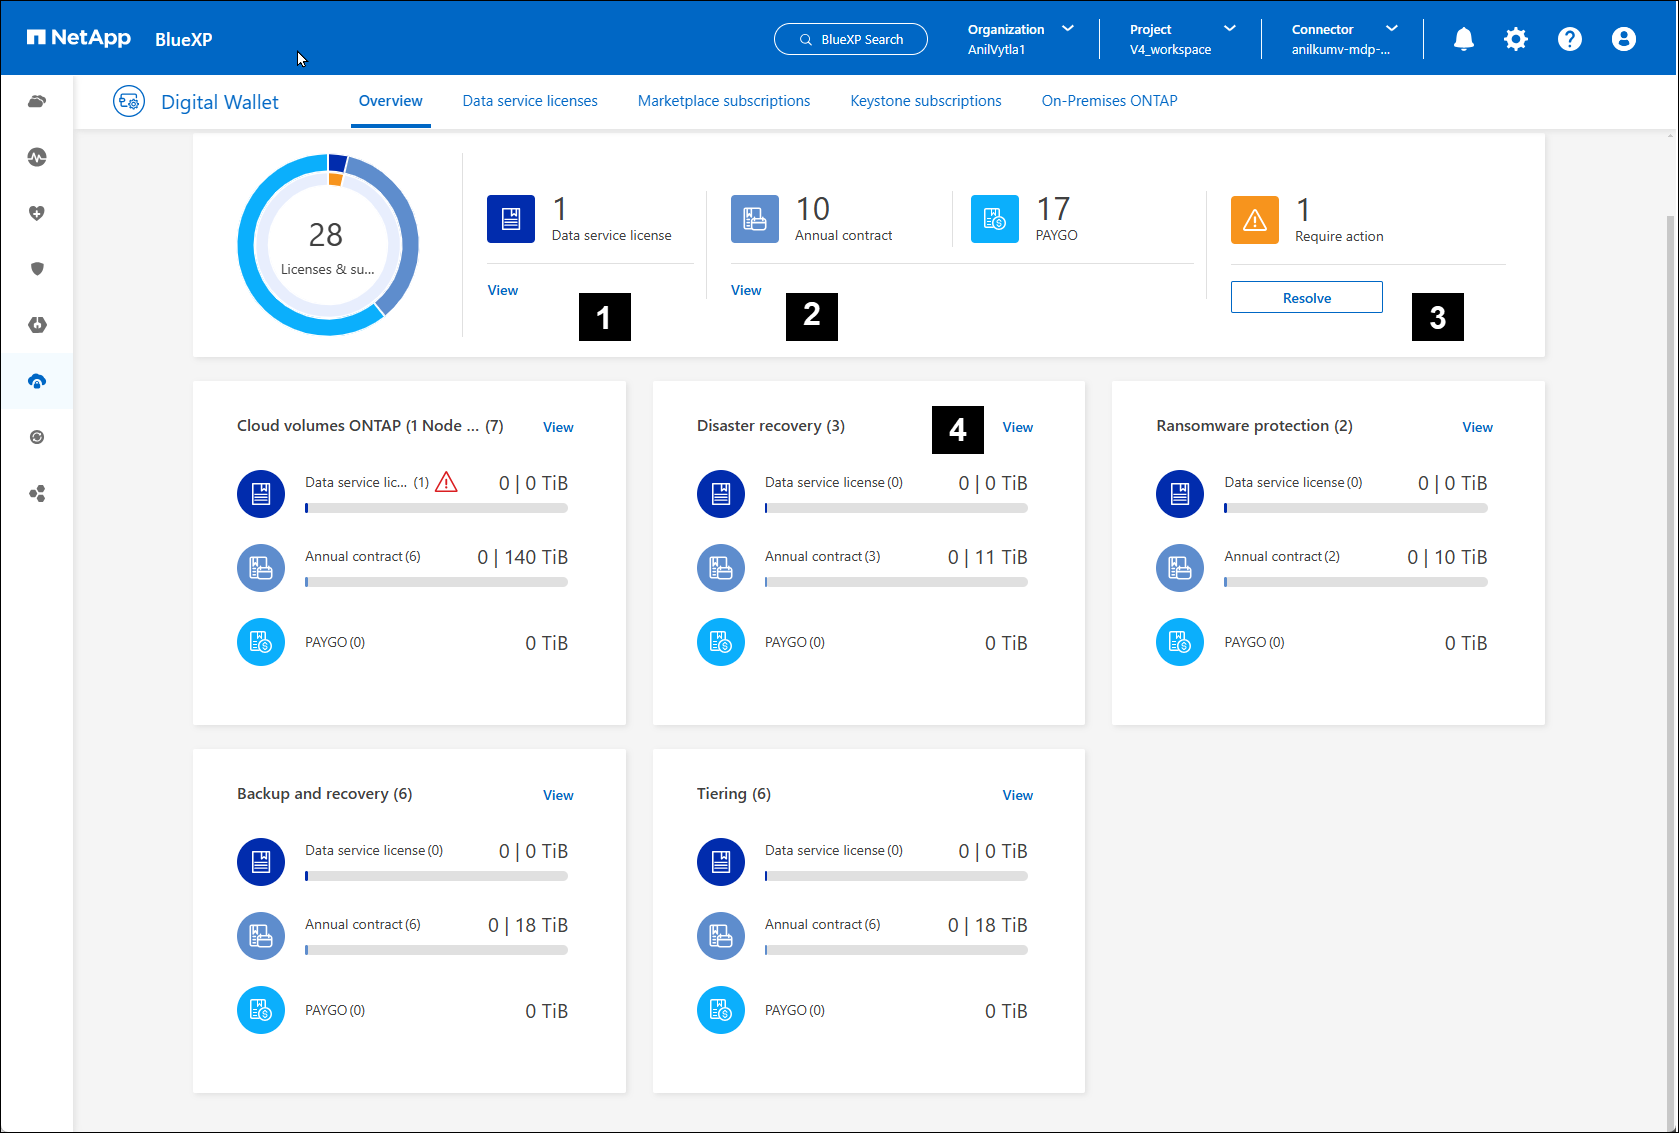 NetApp BlueXP
BlueXP Search
Organization
AnilVytla1
Project
V4_workspace
Connector
anilkumv-mdp-...
Digital Wallet
Overview
Data service licenses
Marketplace subscriptions
Keystone subscriptions
On-Premises ONTAP
28
Licenses & su...
1
Data service license
View
1
10
Annual contract
17
PAYGO
View
2
1
Require action
Resolve
3
Cloud volumes ONTAP (1 Node ... (7)
View
Data service lic... (1)
0 | 0 TiB
Annual contract (6)
0 | 140 TiB
PAYGO (0)
0 TiB
Disaster recovery (3)
4
View
Data service license (0)
0 | 0 TiB
Annual contract (3)
0 | 11 TiB
PAYGO (0)
0 TiB
Ransomware protection (2)
View
Data service license (0)
0 | 0 TiB
Annual contract (2)
0 | 10 TiB
PAYGO (0)
0 TiB
Backup and recovery (6)
View
Data service license (0)
0 | 0 TiB
Annual contract (6)
0 | 18 TiB
PAYGO (0)
0 TiB
Tiering (6)
View
Data service license (0)
0 | 0 TiB
Annual contract (6)
0 | 18 TiB
PAYGO (0)
0 TiB